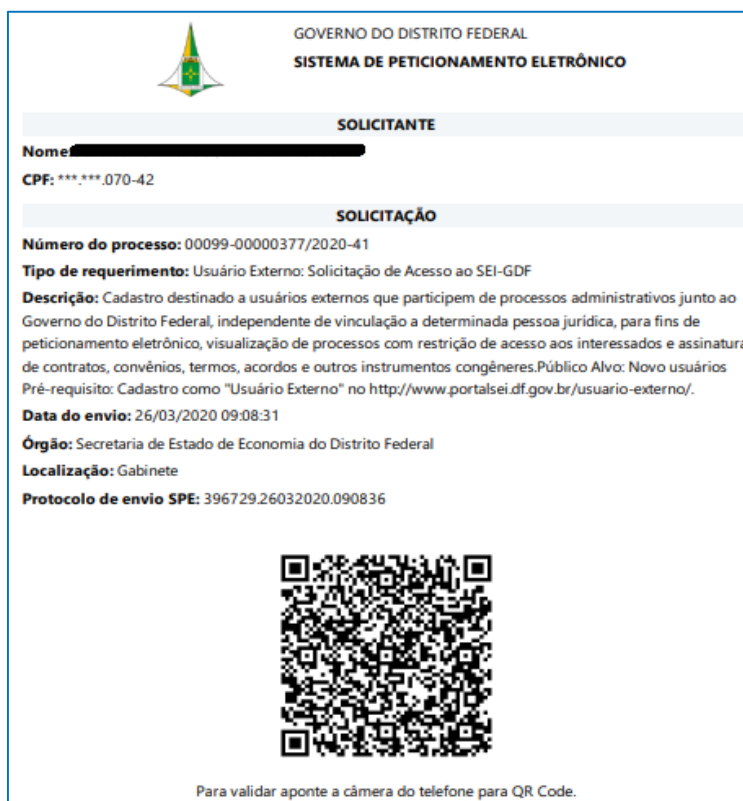 GOVERNO DO DISTRITO FEDERAL
SISTEMA DE PETICIONAMENTO ELETRÔNICO
SOLICITANTE
Nome:
CPF: ***.***.070-42
SOLICITAÇÃO
Número do processo: 00099-00000377/2020-41
Tipo de requerimento: Usuário Externo: Solicitação de Acesso ao SEI-GDF
Descrição: Cadastro destinado a usuários externos que participem de processos administrativos junto ao
Governo do Distrito Federal, independente de vinculação a determinada pessoa jurídica, para fins de
peticionamento eletrônico, visualização de processos com restrição de acesso aos interessados e assinatura
de contratos, convênios, termos, acordos e outros instrumentos congêneres.Público Alvo: Novo usuários
Pré-requisito: Cadastro como "Usuário Externo" no http://www.portalsei.df.gov.br/usuario-externo/.
Data do envio: 26/03/2020 09:08:31
Órgão: Secretaria de Estado de Economia do Distrito Federal
Localização: Gabinete
Protocolo de envio SPE: 396729.26032020.090836
Para validar aponte a câmera do telefone para QR Code.